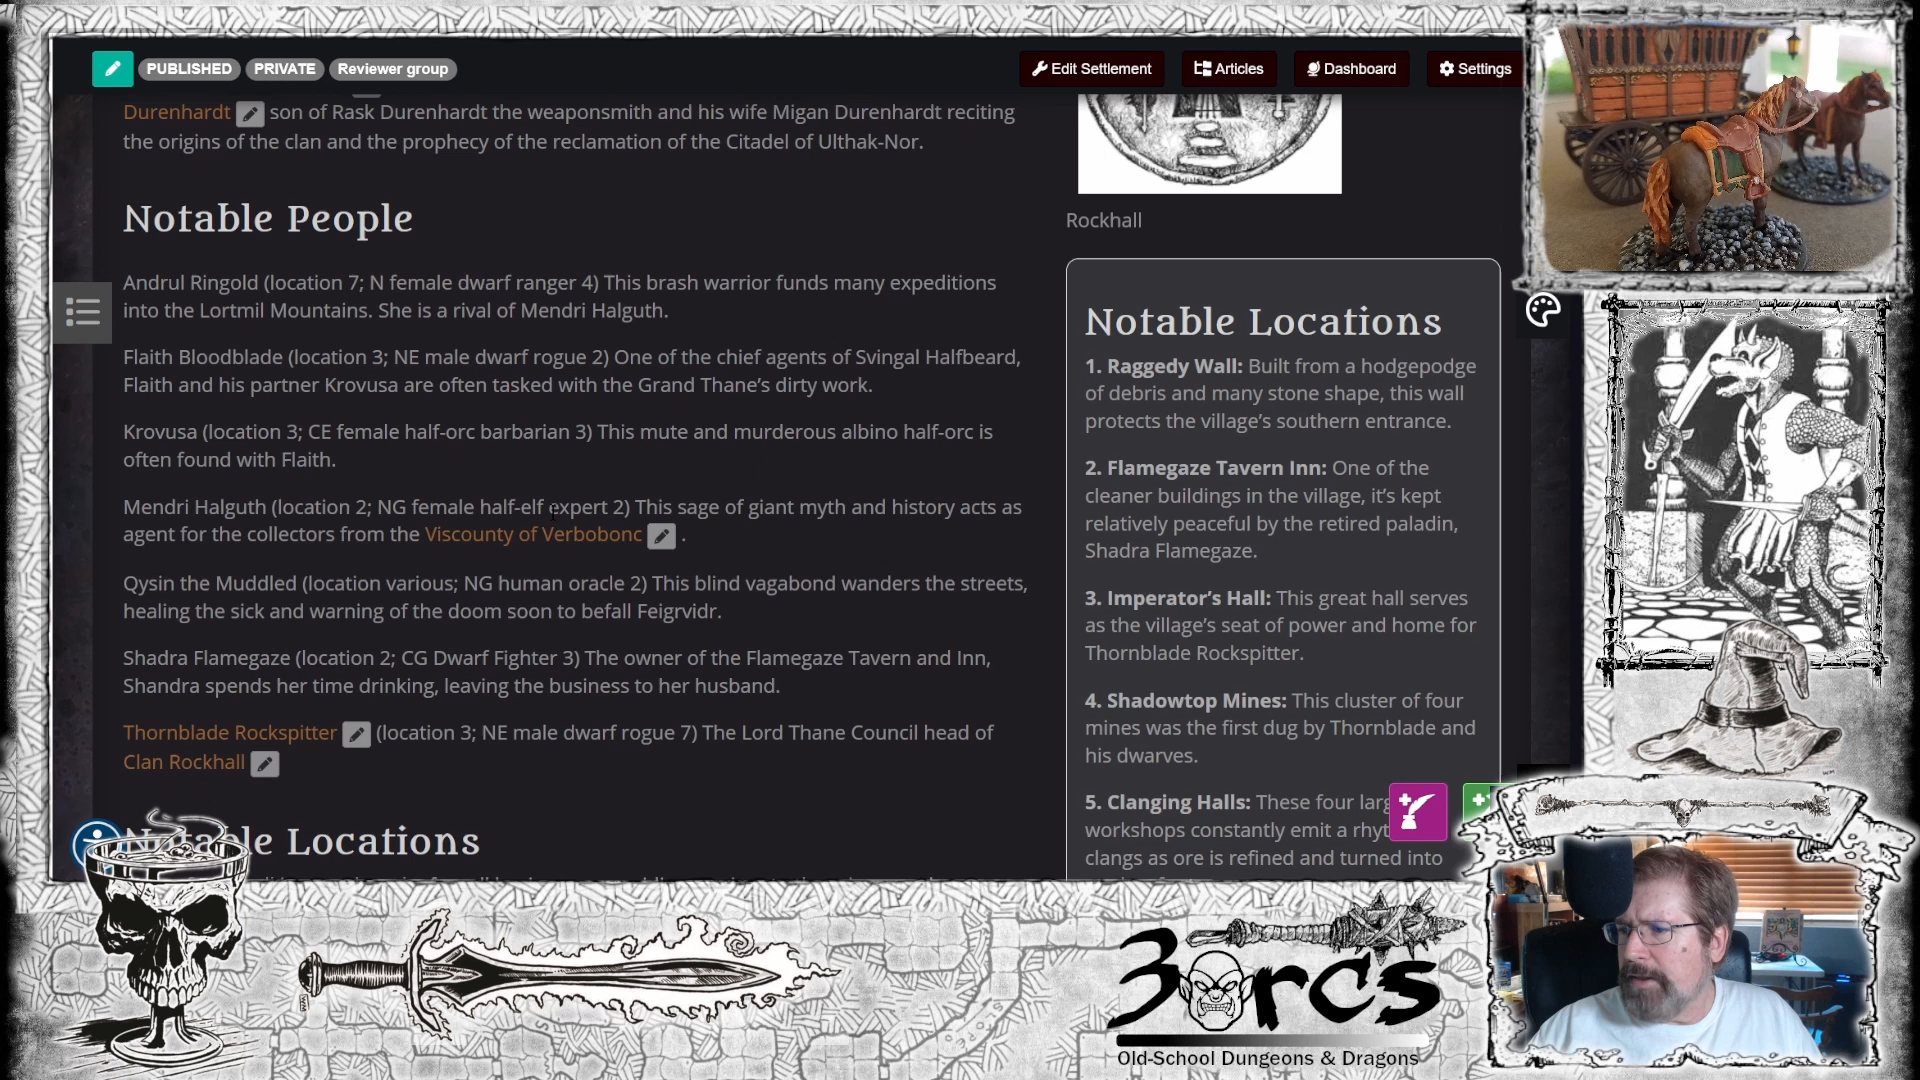 PUBLISHED
PRIVATE
Reviewer group
Edit Settlement
Articles
Dashboard
Settings
Durenhardt son of Rask Durenhardt the weaponsmith and his wife Migan Durenhardt reciting
the origins of the clan and the prophecy of the reclamation of the Citadel of Ulthak-Nor.
Notable People
Andrul Ringold (location 7; N female dwarf ranger 4) This brash warrior funds many expeditions
into the Lortmil Mountains. She is a rival of Mendri Halguth.
Flaith Bloodblade (location 3; NE male dwarf rogue 2) One of the chief agents of Svingal Halfbeard,
Flaith and his partner Krovusa are often tasked with the Grand Thane’s dirty work.
Krovusa (location 3; CE female half-orc barbarian 3) This mute and murderous albino half-orc is
often found with Flaith.
Mendri Halguth (location 2; NG female half-elf expert 2) This sage of giant myth and history acts as
agent for the collectors from the Viscounty of Verbobonc .
Qysin the Muddled (location various; NG human oracle 2) This blind vagabond wanders the streets,
healing the sick and warning of the doom soon to befall Feigrvidr.
Shadra Flamegaze (location 2; CG Dwarf Fighter 3) The owner of the Flamegaze Tavern and Inn,
Shandra spends her time drinking, leaving the business to her husband.
Thornblade Rockspitter (location 3; NE male dwarf rogue 7) The Lord Thane Council head of
Clan Rockhall
Notable Locations
Rockhall
Notable Locations
1. Raggedy Wall: Built from a hodgepodge
of debris and many stone shape, this wall
protects the village’s southern entrance.
2. Flamegaze Tavern Inn: One of the
cleaner buildings in the village, it’s kept
relatively peaceful by the retired paladin,
Shadra Flamegaze.
3. Imperator’s Hall: This great hall serves
as the village’s seat of power and home for
Thornblade Rockspitter.
4. Shadowtop Mines: This cluster of four
mines was the first dug by Thornblade and
his dwarves.
5. Clanging Halls: These four larg
workshops constantly emit a rhyt
clangs as ore is refined and turned into
3orcs
Old-School Dungeons & Dragons